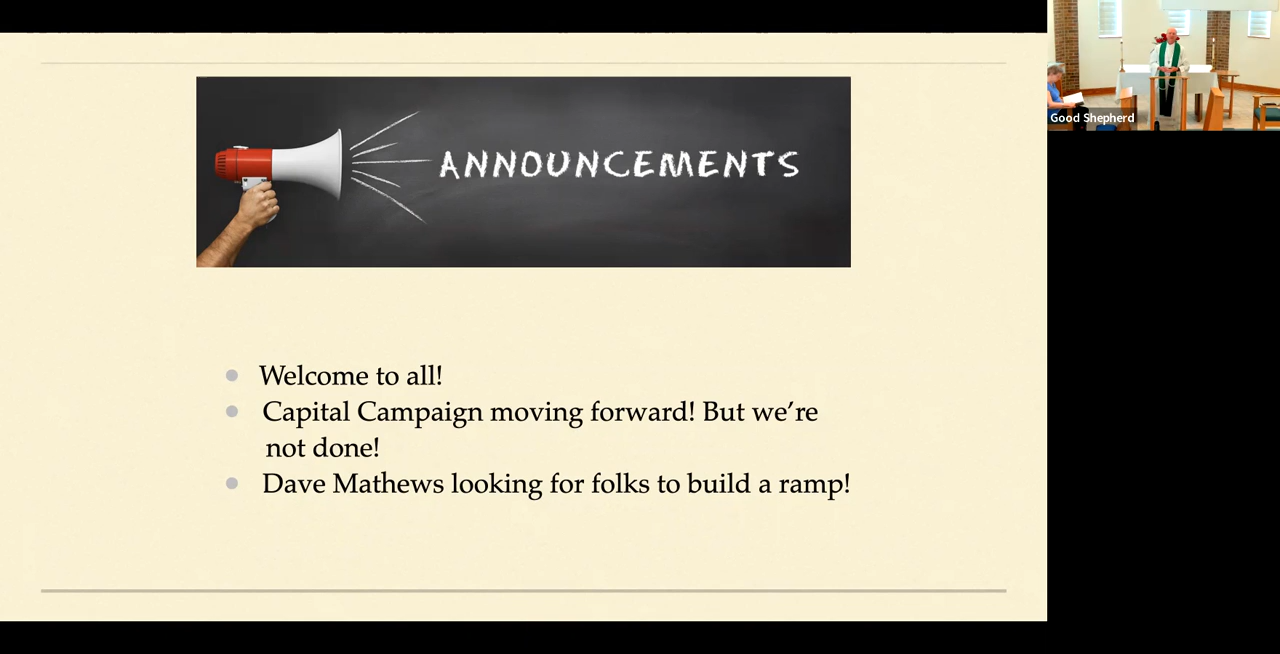 ANNOUNCEMENTS
Welcome to all!
Capital Campaign moving forward! But we’re
not done!
Dave Mathews looking for folks to build a ramp!
Good Shepherd